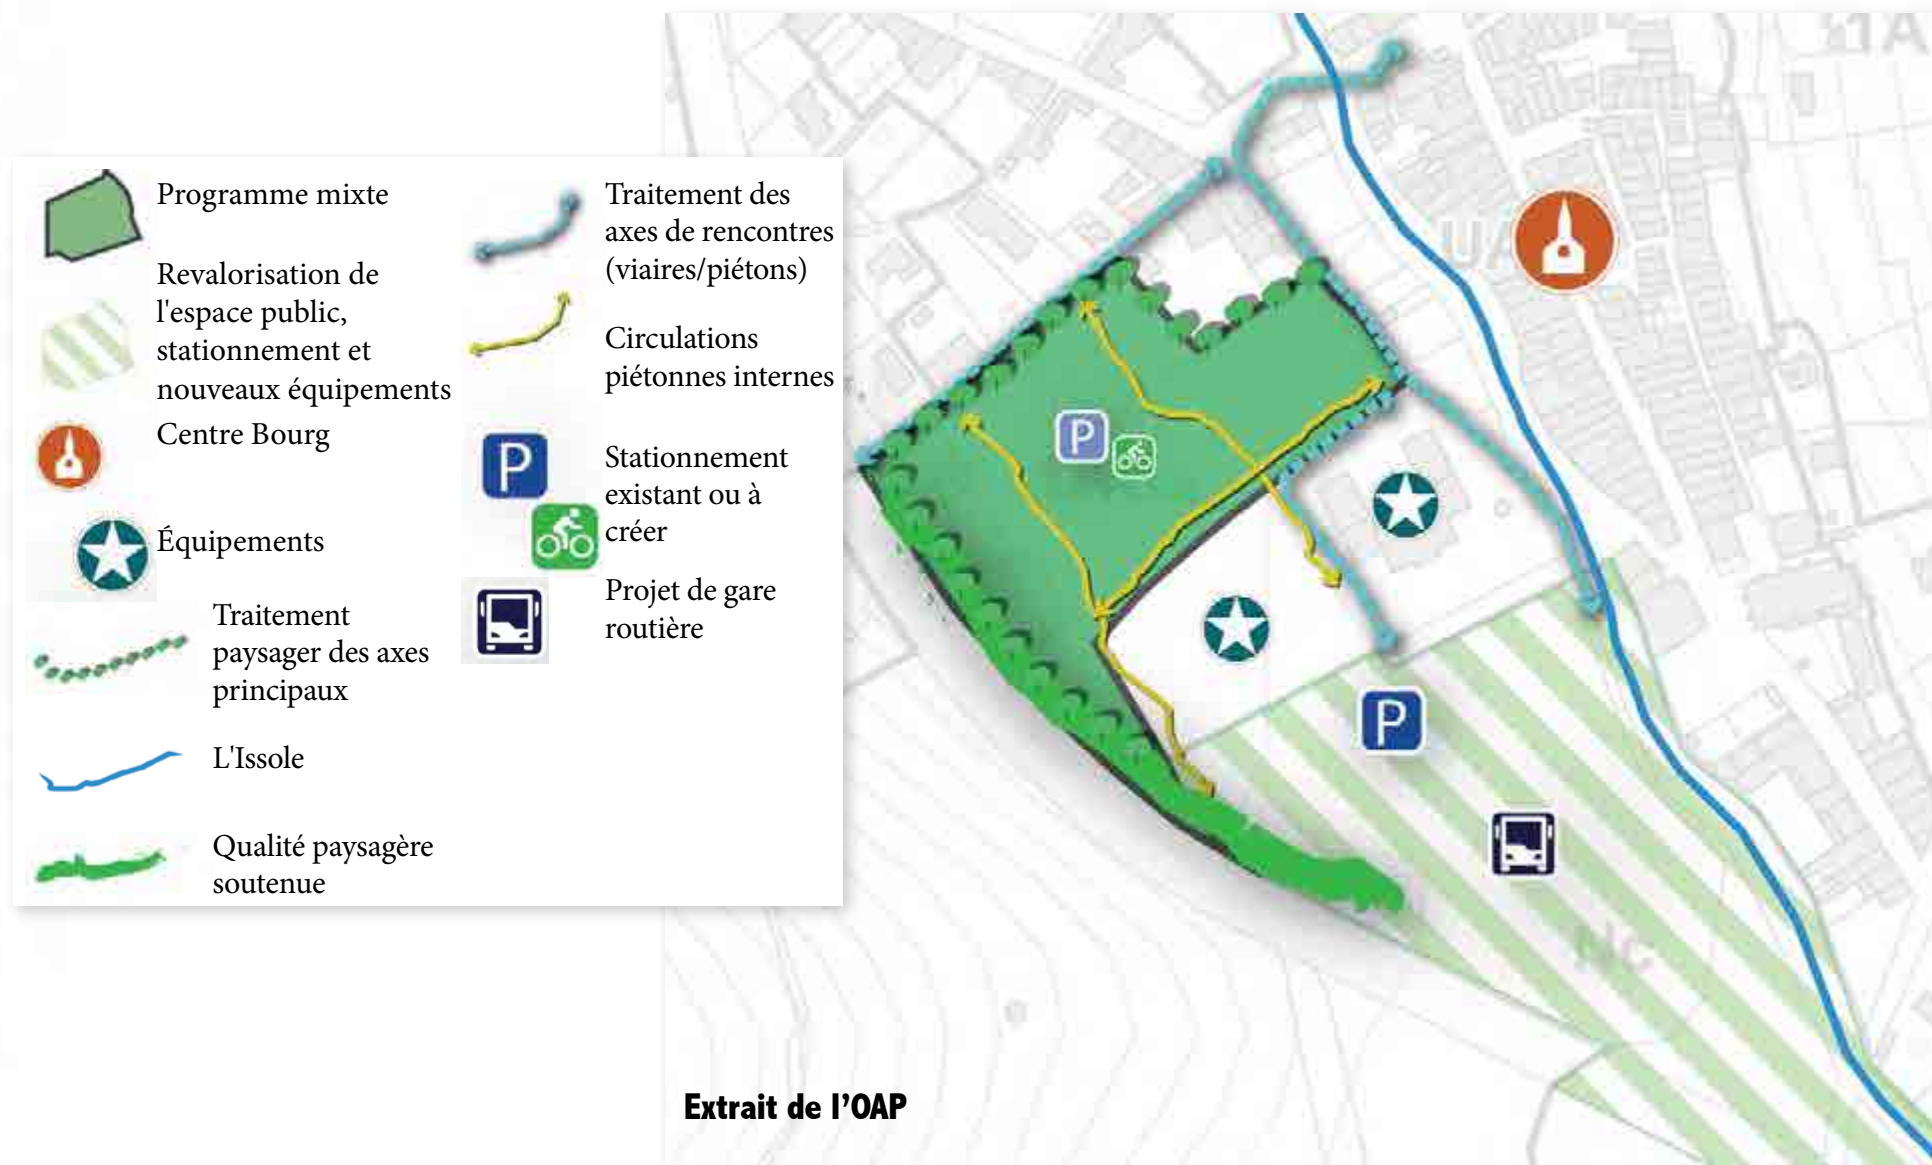 Programme mixte
Revalorisation de
l'espace public,
stationnement et
nouveaux équipements
Centre Bourg
Équipements
Traitement
paysager des axes
principaux
L'Issole
Qualité paysagère
soutenue
Traitement des
axes de rencontres
(viaires/piétons)
Circulations
piétonnes internes
P
Stationnement
existant ou à
créer
Projet de gare
routière
1A
P
P
NC
Extrait de l'OAP